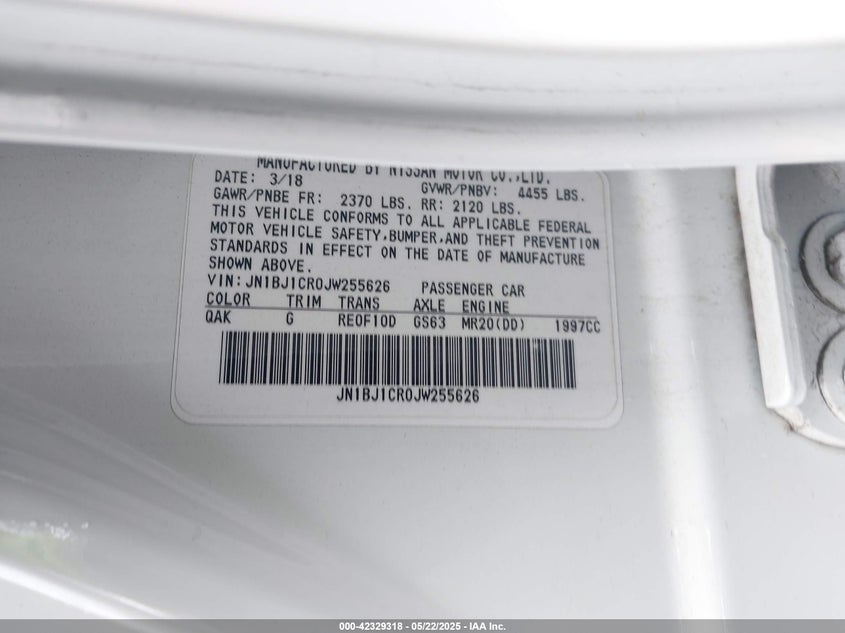 MANUFACTURED BY NISSAN MOTOR CO.,LTD.
DATE: 3/18 GVWR/PNBV: 4455 LBS.
GAWR/PNBE FR: 2370 LBS. RR: 2120 LBS.
THIS VEHICLE CONFORMS TO ALL APPLICABLE FEDERAL
MOTOR VEHICLE SAFETY,BUMPER,AND THEFT PREVENTION
STANDARDS IN EFFECT ON THE DATE OF MANUFACTURE
SHOWN ABOVE.
VIN:JN1BJ1CR0JW255626 PASSENGER CAR
COLOR TRIM TRANS AXLE ENGINE
QAK G RE0F10D GS63 MR20(DD) 1997CC
JN1BJ1CR0JW255626
000-42329318 - 05/22/2025 - IAA Inc.